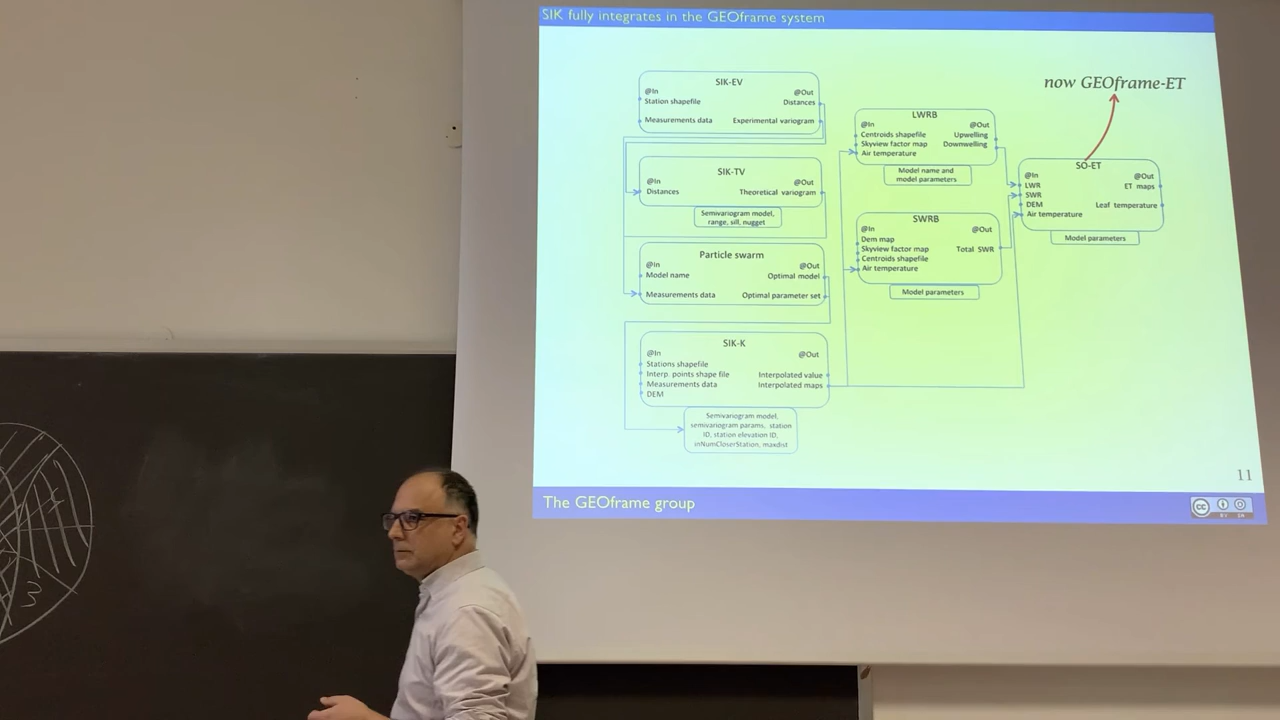 SIK fully integrates in the GEOframe system
SIK-EV
@In
@Out
Station shapefile
Distances
Measurements data
Experimental variogram
SIK-TV
@In
@Out
Distances
Theoretical variogram
Semivariogram model,
range, sill, nugget
Particle swarm
@In
@Out
Model name
Optimal model
Measurements data
Optimal parameter set
SIK-K
@In
@Out
Stations shapefile
Interp. points shape file
Interpolated value
Measurements data
Interpolated maps
DEM
Semivariogram model,
semivariogram params, station
ID, station elevation ID,
inNumCloserStation, maxdist
LWRB
@In
@Out
Centroids shapefile
Upwelling
Skyview factor map
Downwelling
Air temperature
Model name and
model parameters
SWRB
@In
@Out
Dem map
Skyview factor map
Total SWR
Centroids shapefile
Air temperature
Model parameters
now GEOframe-ET
SO-ET
@In
@Out
LWR
ET maps
SWR
DEM
Leaf temperature
Air temperature
Model parameters
11
The GEOframe group
cc
BY
3